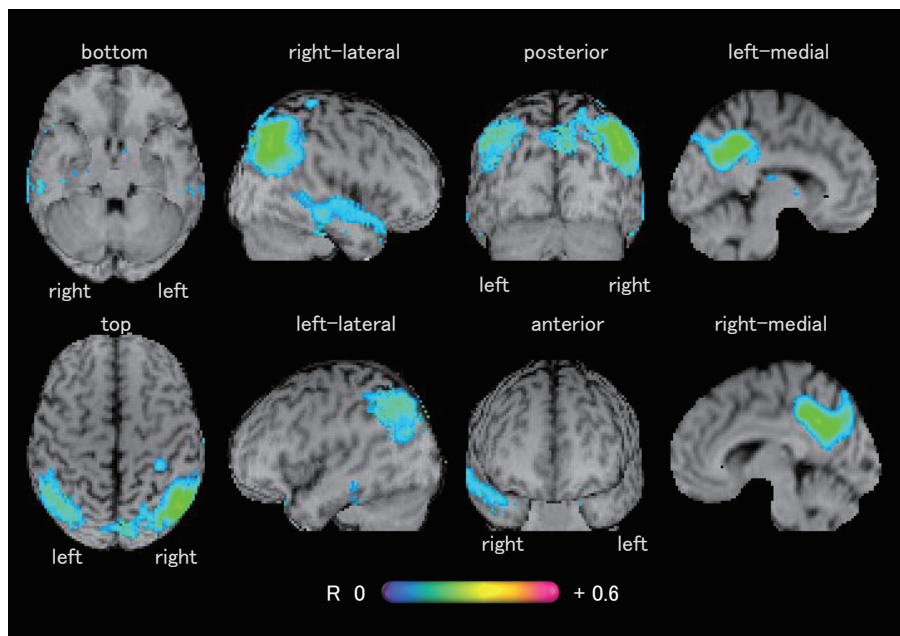 bottom
right-lateral
posterior
left-medial
right
left
left
right
top
left-lateral
anterior
right-medial
left
right
right
left
R 0
+ 0.6